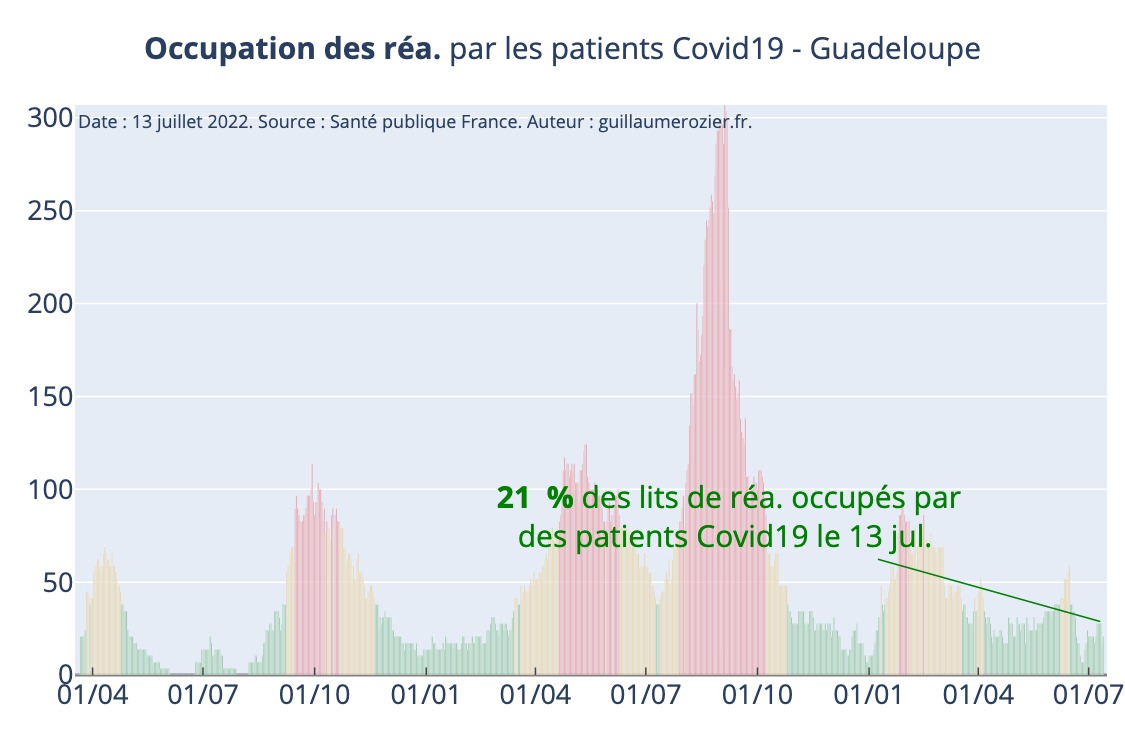 Occupation des réa. par les patients Covid19 - Guadeloupe
300
Date : 13 juillet 2022. Source : Santé publique France. Auteur : guillaumerozier.fr.
250
200
150
100
21 % des lits de réa. occupés par
des patients Covid19 le 13 jul.
50
0
01/04 01/07 01/10 01/01 01/04 01/07 01/10 01/01 01/04 01/07